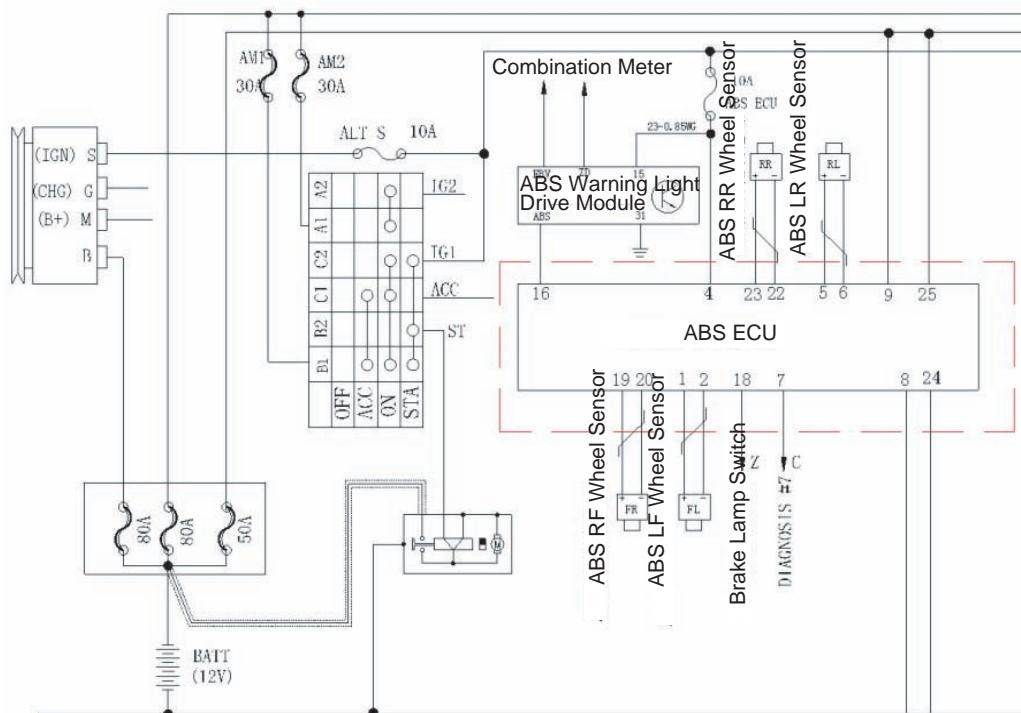 AM1
30A
AM2
30A
ALT S 10A
(IGN) S
(CHG) G
(B+) M
B
A2
A1
C2
C1
B2
B1
OFF
ACC
ON
STA
IG2
IG1
ACC
ST
80A
80A
50A
BATT
(12V)
M
Combination Meter
ABS ECU
23-0.85WG
EBV
ZD
15
ABS Warning Light
Drive Module
ABS
31
ABS RR Wheel Sensor
RR
+ -
ABS LR Wheel Sensor
RL
+ -
16
4
23
22
5
6
9
25
ABS ECU
19
20
1
2
18
7
8
24
ABS RF Wheel Sensor
+ -
FR
ABS LF Wheel Sensor
+ -
FL
Brake Lamp Switch
Z
C
DIAGNOSIS #7